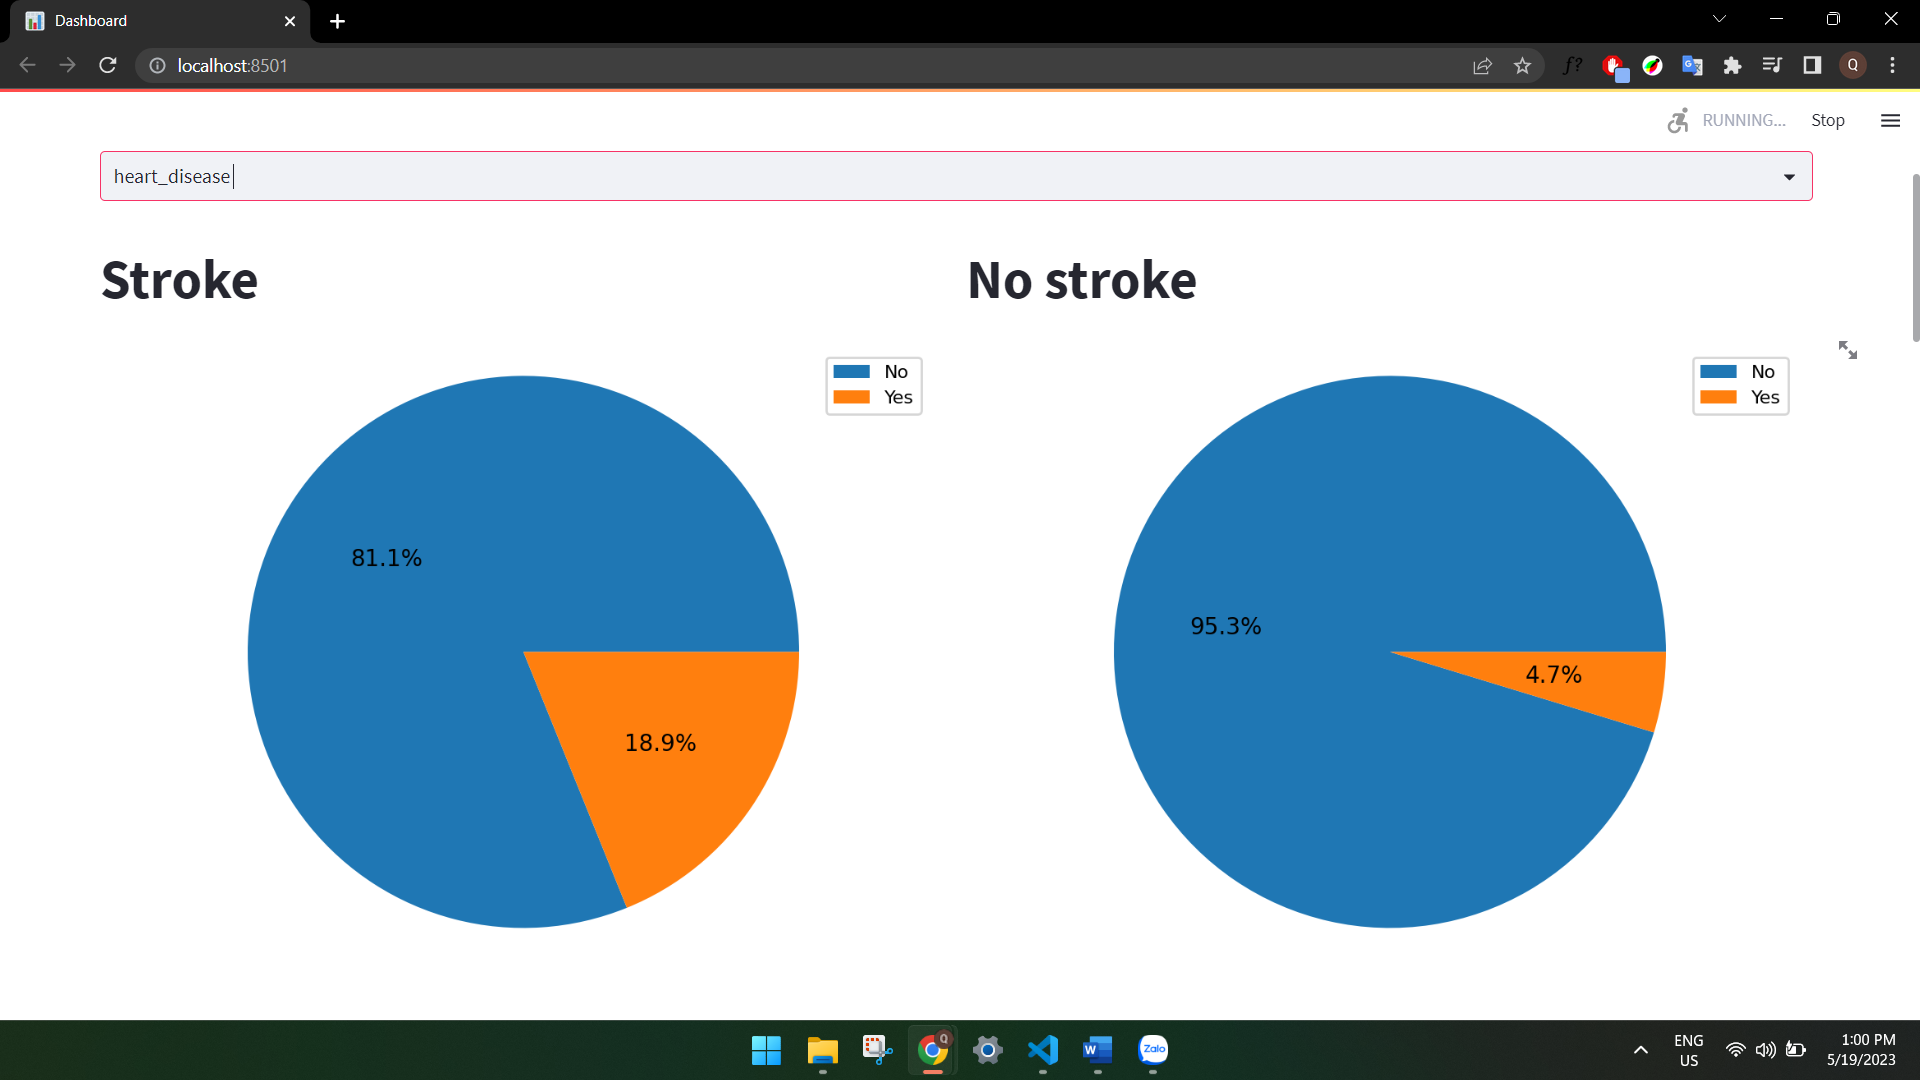 Dashboard
localhost:8501
f?
Q
RUNNING...
Stop
heart_disease
Stroke
No stroke
No
Yes
81.1%
18.9%
No
Yes
95.3%
4.7%
Q
W
Zalo
ENG
US
1:00 PM
5/19/2023